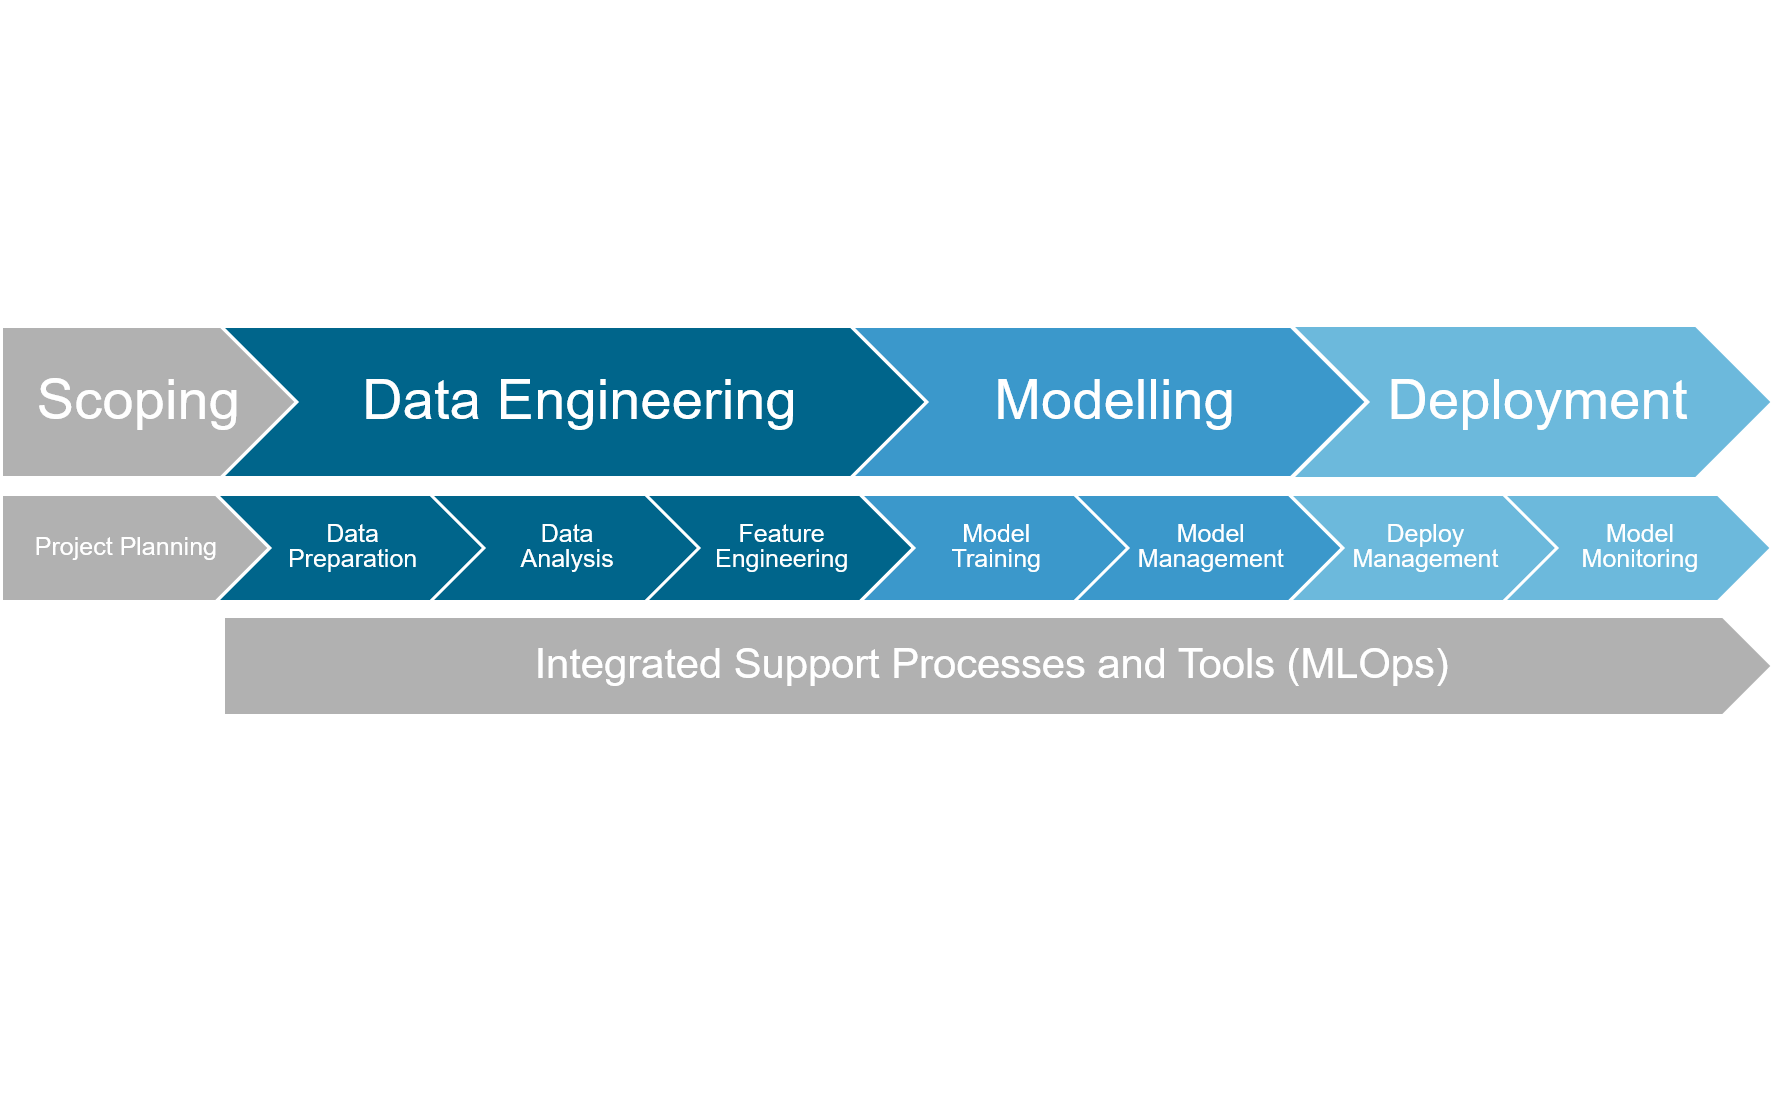 Scoping
Data Engineering
Modelling
Deployment
Project Planning
Data
Preparation
Data
Analysis
Feature
Engineering
Model
Training
Model
Management
Deploy
Management
Model
Monitoring
Integrated Support Processes and Tools (MLOps)